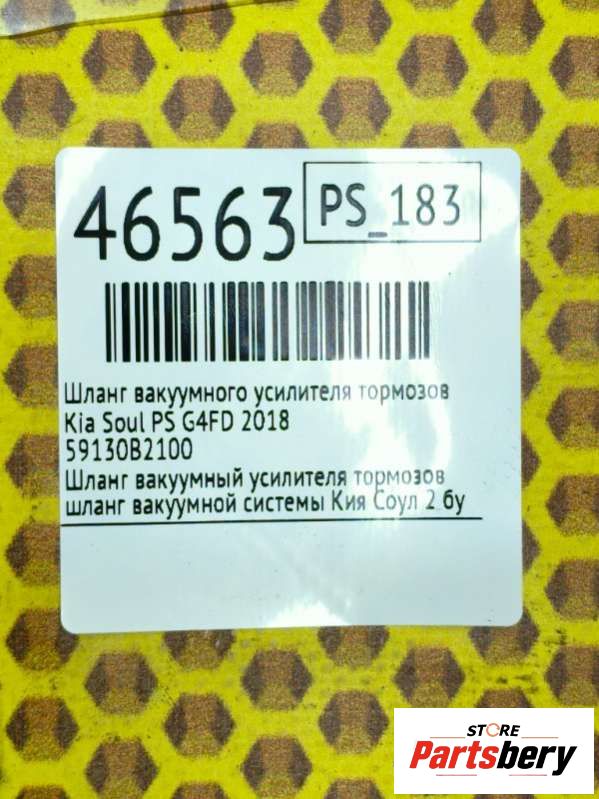 46563
PS_183
Шланг вакуумного усилителя тормозов
Kia Soul PS G4FD 2018
59130B2100
Шланг вакуумный усилителя тормозов
шланг вакуумной системы Кия Соул 2 бу
STORE
Partsbery